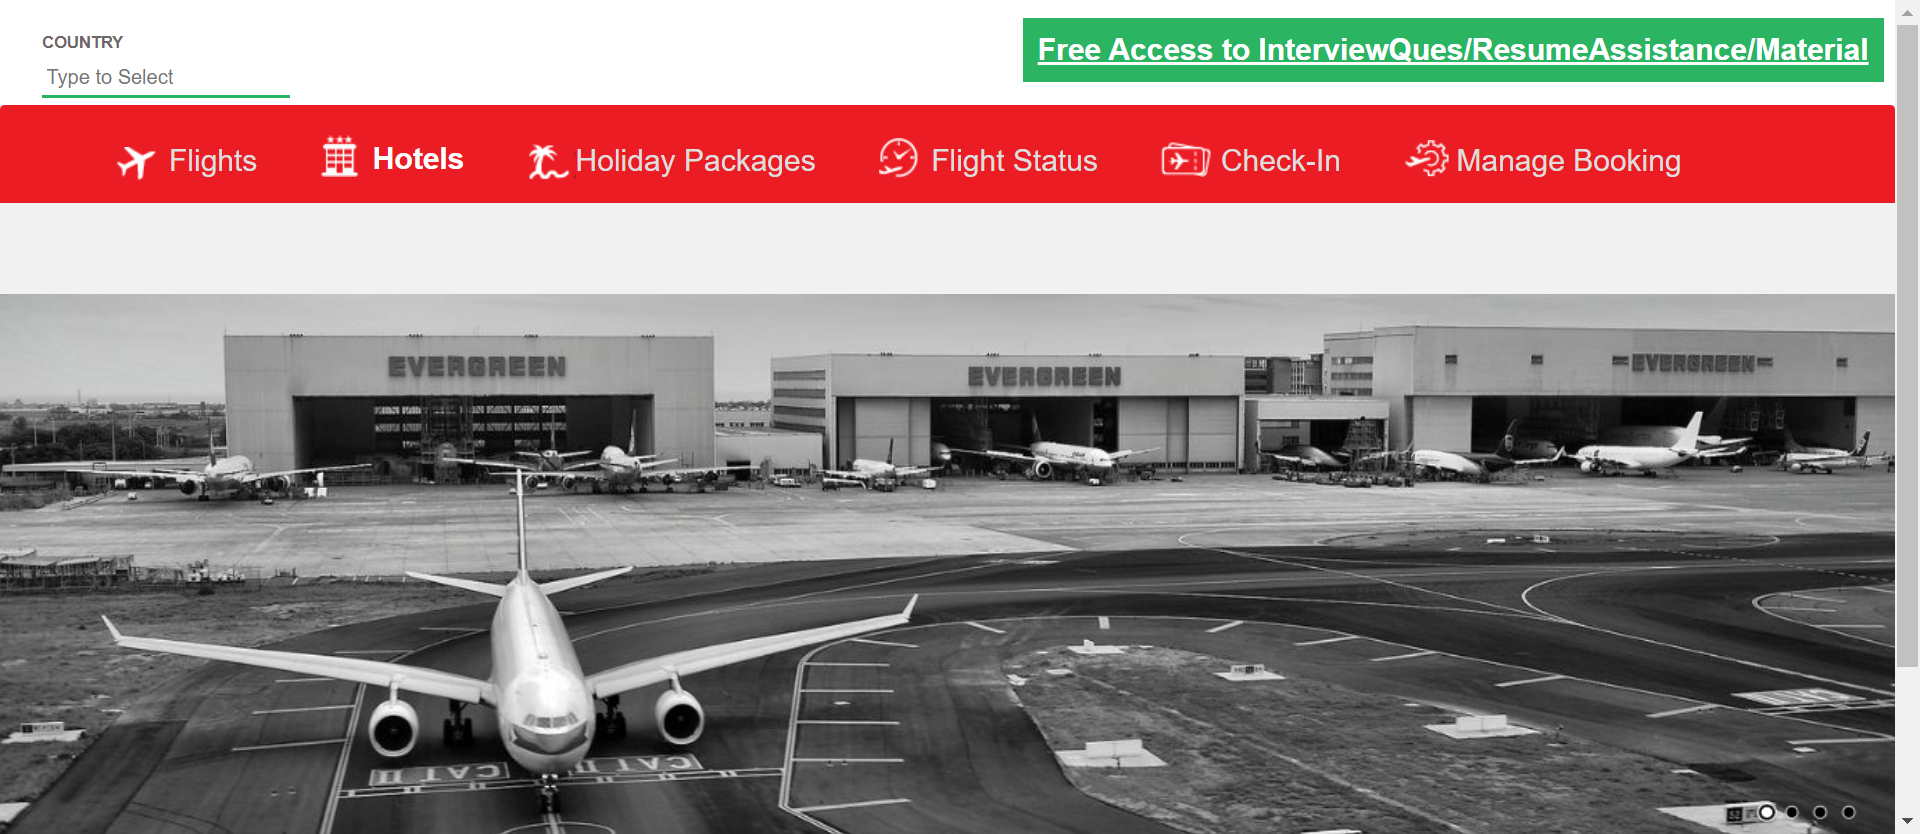 COUNTRY
Type to Select
Free Access to InterviewQues/ResumeAssistance/Material
Flights
Hotels
Holiday Packages
Flight Status
Check-In
Manage Booking
EVERGREEN
EVERGREEN
EVERGREEN
CAT II
CAT II